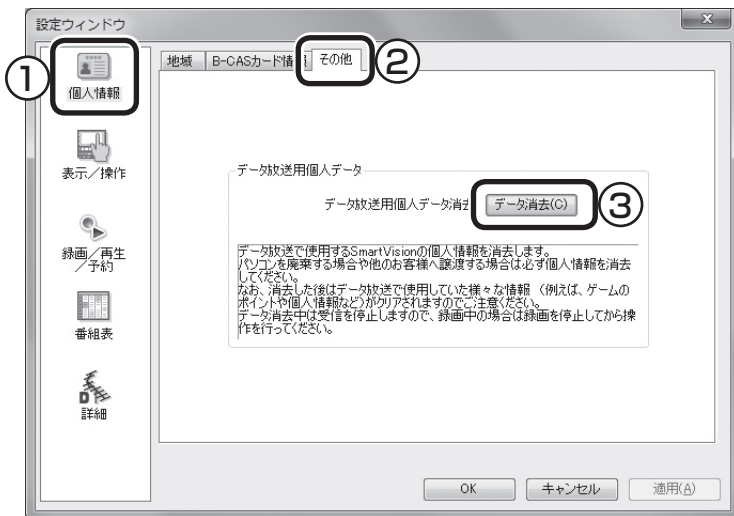 設定ウィンドウ
x
① 個人情報
表示／操作
録画／再生
／予約
番組表
詳細
地域 B-CASカード情報 その他 ②
データ放送用個人データ
データ放送用個人データ消去 データ消去(C) ③
データ放送で使用するSmartVisionの個人情報を消去します。
パソコンを廃棄する場合や他のお客様へ譲渡する場合は必ず個人情報を消去
してください。
なお、消去した後はデータ放送で使用していた様々な情報 （例えば、ゲームの
ポイントや個人情報など）がクリアされますのでご注意ください。
データ消去中は受信を停止しますので、録画中の場合は録画を停止してから操
作を行ってください。
OK キャンセル 適用(A)